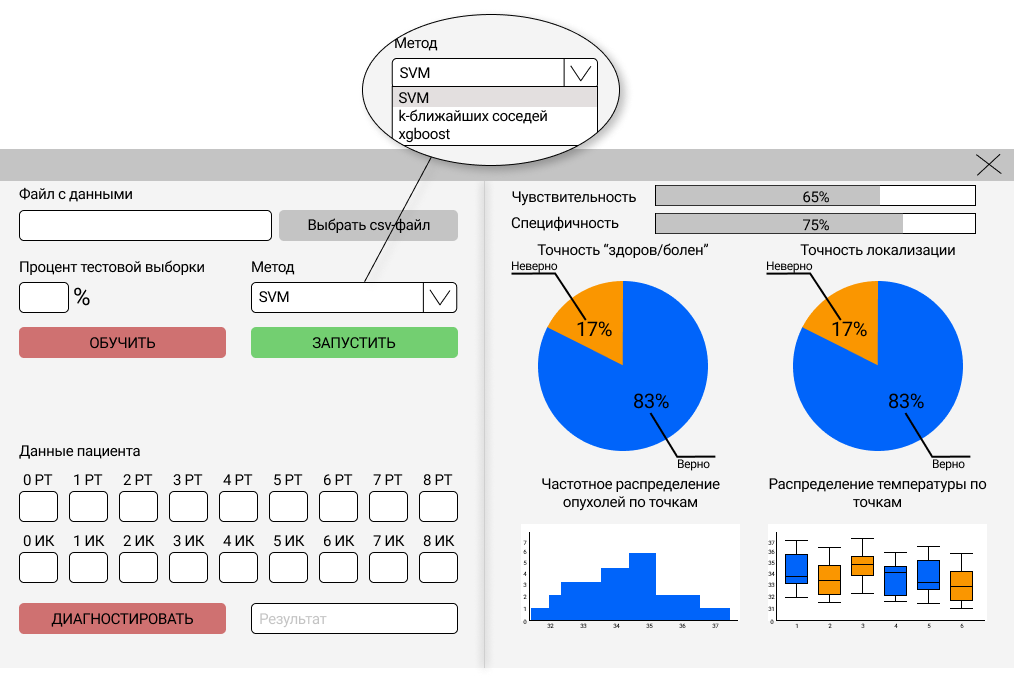 Метод
SVM
SVM
k-ближайших соседей
xgboost
Файл с данными
Выбрать csv-файл
Процент тестовой выборки
Метод
%
SVM
ОБУЧИТЬ
ЗАПУСТИТЬ
Данные пациента
0 РТ 1 РТ 2 РТ 3 РТ 4 РТ 5 РТ 6 РТ 7 РТ 8 РТ
0 ИК 1 ИК 2 ИК 3 ИК 4 ИК 5 ИК 6 ИК 7 ИК 8 ИК
ДИАГНОСТИРОВАТЬ
Результат
Чувствительность
65%
Специфичность
75%
Точность “здоров/болен”
Неверно
17%
83%
Верно
Точность локализации
Неверно
17%
83%
Верно
Частотное распределение
опухолей по точкам
7
6
5
4
3
2
1
0
32 33 34 35 36 37
Распределение температуры по
точкам
37
36
35
34
33
32
31
0
1 2 3 4 5 6